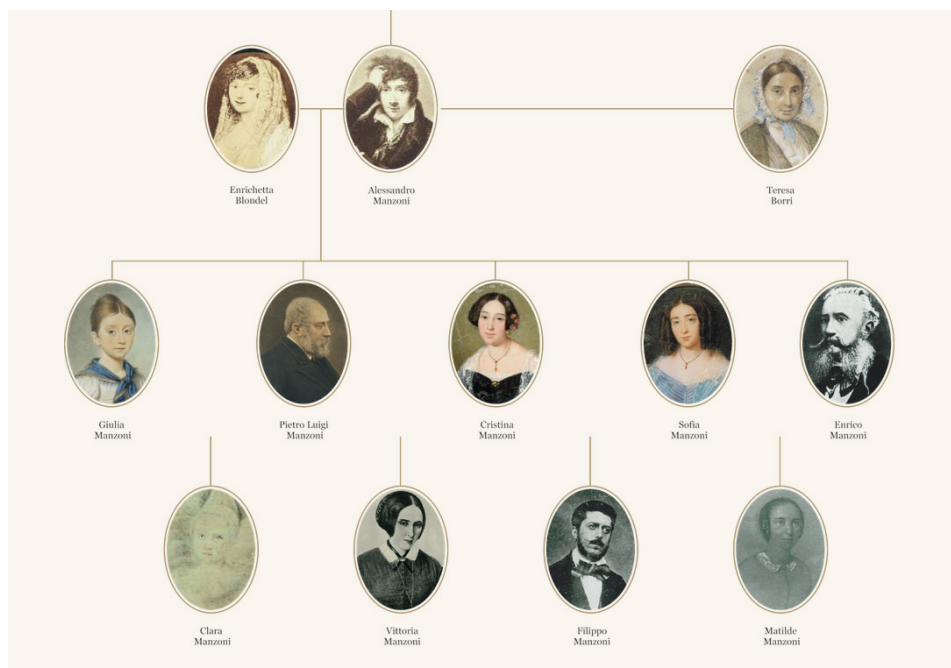 Enrichetta
Blondel
Alessandro
Manzoni
Teresa
Borri
Giulia
Manzoni
Pietro Luigi
Manzoni
Cristina
Manzoni
Sofia
Manzoni
Enrico
Manzoni
Clara
Manzoni
Vittoria
Manzoni
Filippo
Manzoni
Matilde
Manzoni